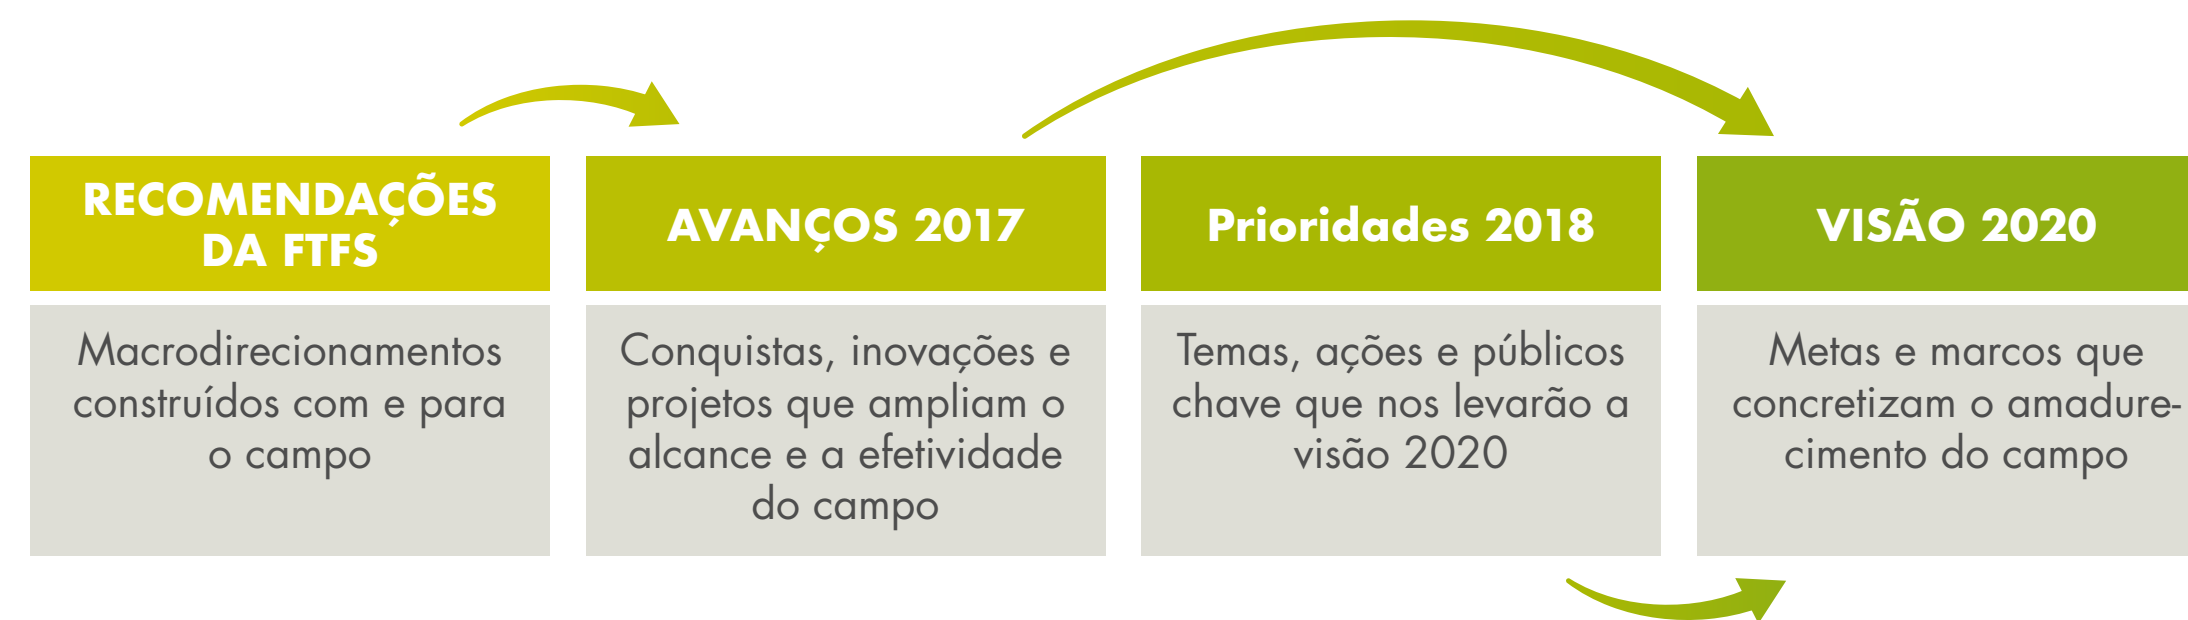 RECOMENDAÇÕES
DA FTFS
Macrodirecionamentos
construídos com e para
o campo
AVANÇOS 2017
Conquistas, inovações e
projetos que ampliam o
alcance e a efetividade
do campo
Prioridades 2018
Temas, ações e públicos
chave que nos levarão a
visão 2020
VISÃO 2020
Metas e marcos que
concretizam o amadure-
cimento do campo